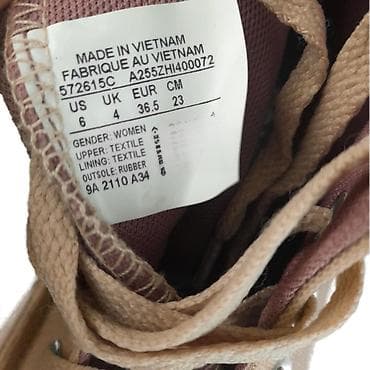 MADE IN VIETNAM
FABRIQUE AU VIETNAM
572615C A255ZHI400072
US UK EUR CM
6 4 36.5 23
GENDER: WOMEN
UPPER: TEXTILE
LINING: TEXTILE
OUTSOLE: RUBBER
9A 2110 A34